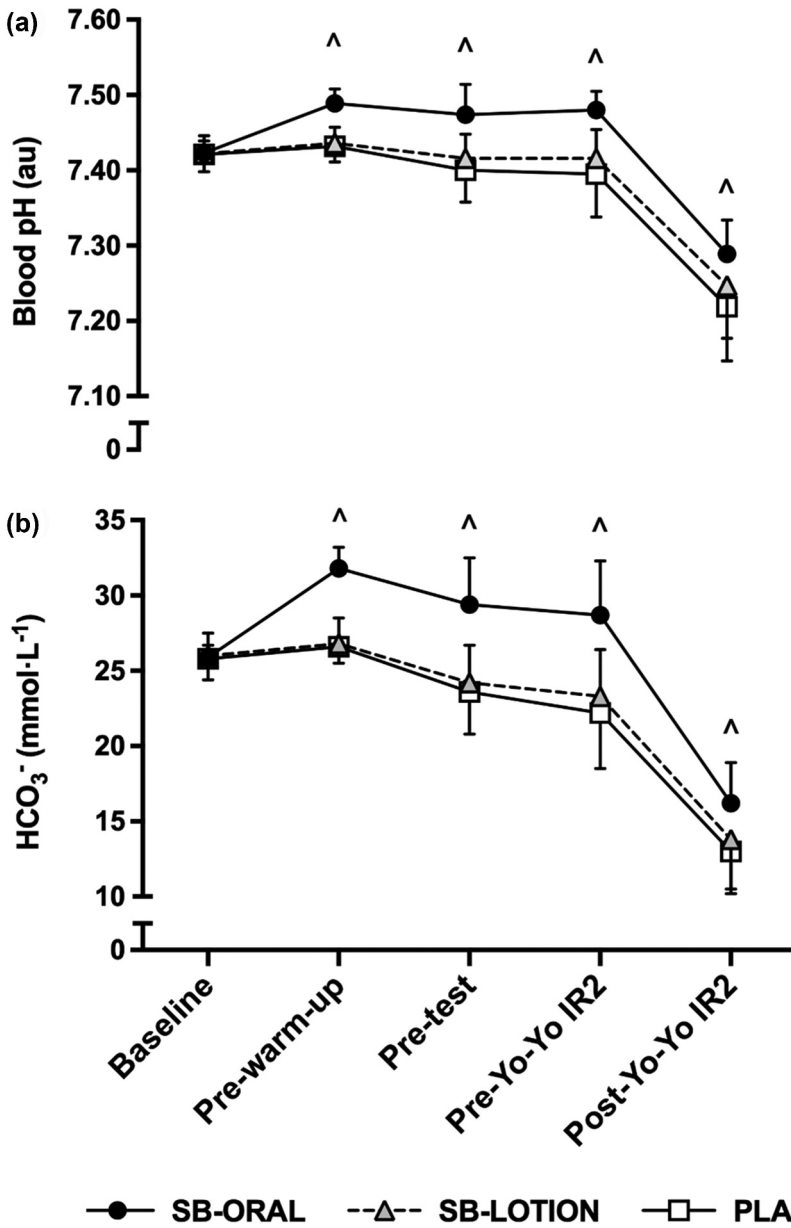 (a)
7.60
7.50
7.40
7.30
7.20
7.10
0
Blood pH (au)
^ ^ ^ ^
(b)
35
30
25
20
15
10
0
HCO₃⁻ (mmol·L⁻¹)
^ ^ ^ ^
Baseline
Pre-warm-up
Pre-test
Pre-Yo-Yo IR2
Post-Yo-Yo IR2
SB-ORAL SB-LOTION PLA